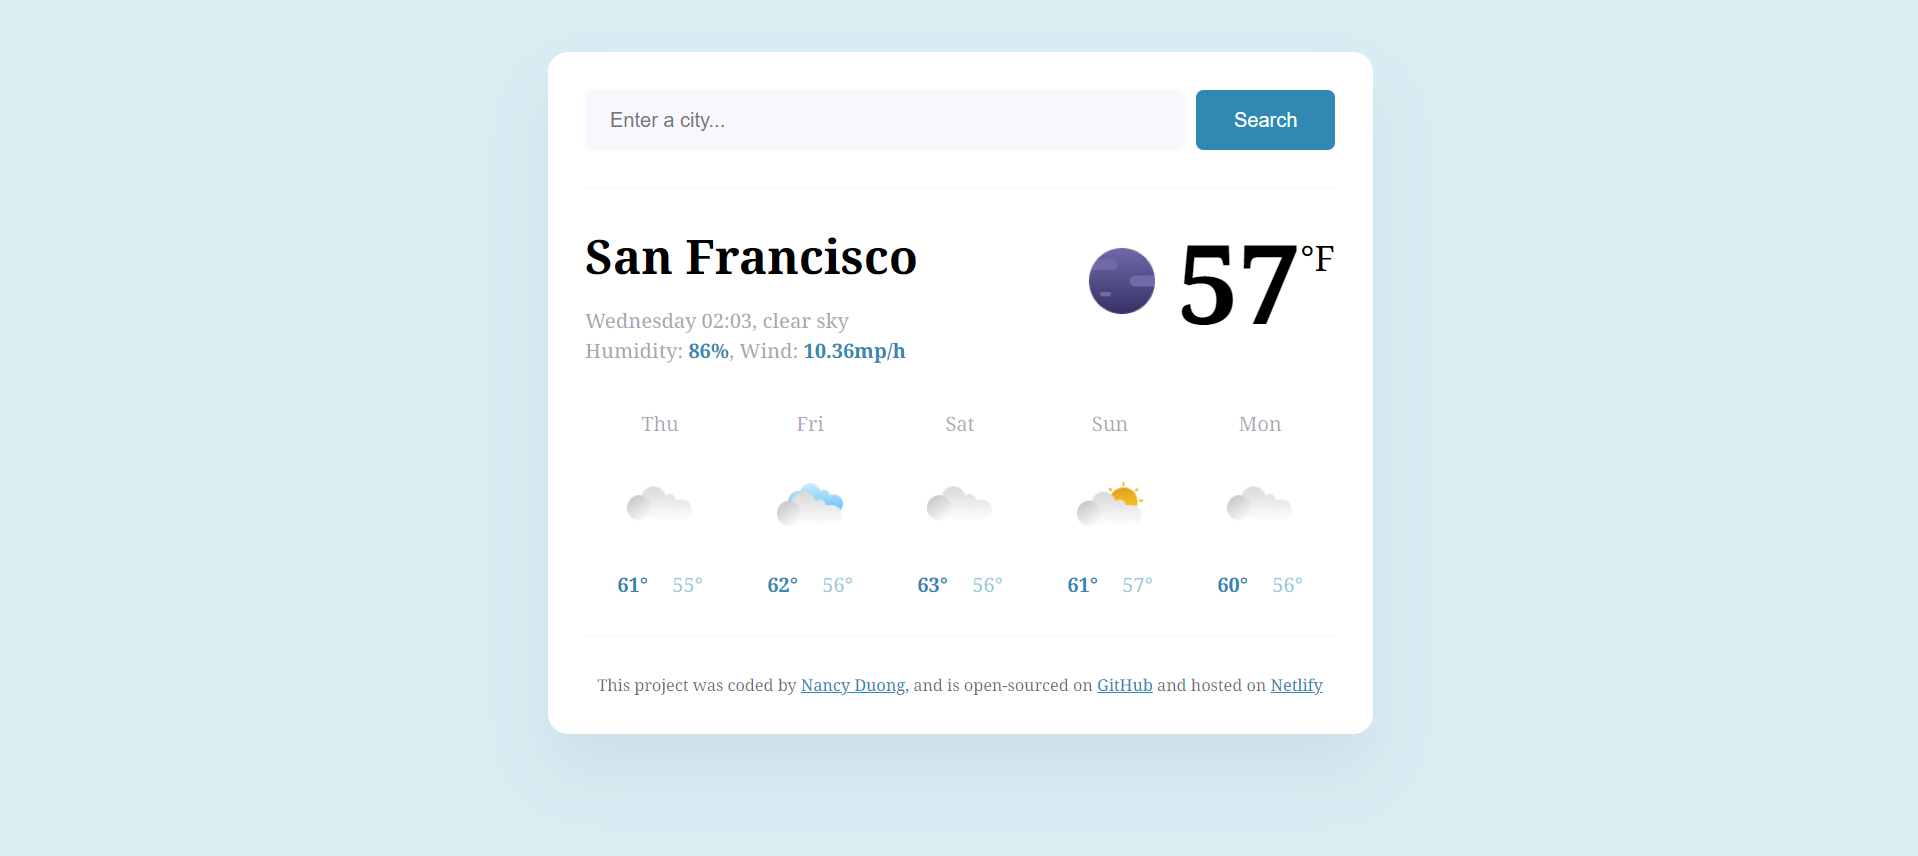 Enter a city...
Search
San Francisco
57°F
Wednesday 02:03, clear sky
Humidity: 86%, Wind: 10.36mp/h
Thu Fri Sat Sun Mon
61° 55° 62° 56° 63° 56° 61° 57° 60° 56°
This project was coded by Nancy Duong, and is open-sourced on GitHub and hosted on Netlify